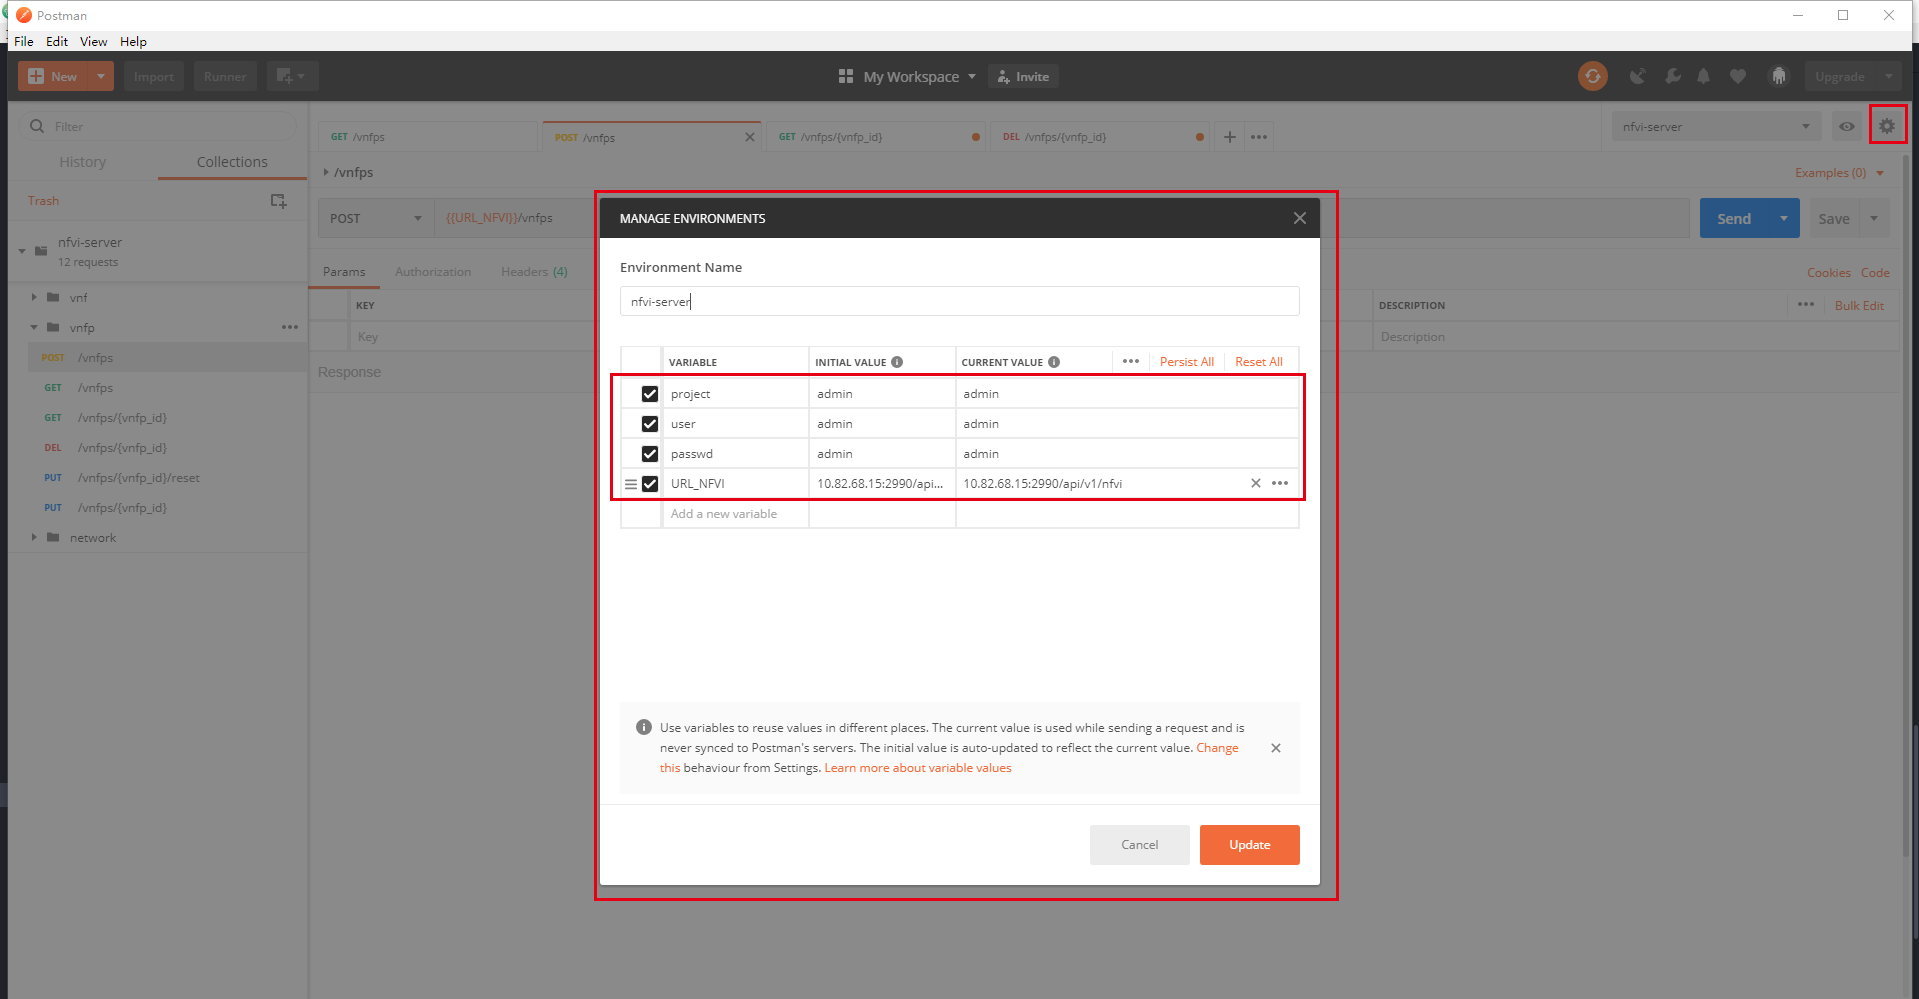 Postman
File Edit View Help
New Import Runner My Workspace Invite Upgrade
Filter
GET /vnfps POST /vnfps GET /vnfps/{vnfp_id} DEL /vnfps/{vnfp_id} nfvi-server
History Collections
/vnfps Examples (0)
Trash
POST {{URL_NFVI}}/vnfps Send Save
nfvi-server
12 requests
Params Authorization Headers (4) Cookies Code
KEY DESCRIPTION Bulk Edit
Key Description
Response
vnf
vnfp
POST /vnfps
GET /vnfps
GET /vnfps/{vnfp_id}
DEL /vnfps/{vnfp_id}
PUT /vnfps/{vnfp_id}/reset
PUT /vnfps/{vnfp_id}
network
MANAGE ENVIRONMENTS
Environment Name
nfvi-server
VARIABLE INITIAL VALUE CURRENT VALUE Persist All Reset All
project admin admin
user admin admin
passwd admin admin
URL_NFVI 10.82.68.15:2990/api... 10.82.68.15:2990/api/v1/nfvi
Add a new variable
Use variables to reuse values in different places. The current value is used while sending a request and is
never synced to Postman's servers. The initial value is auto-updated to reflect the current value. Change
this behaviour from Settings. Learn more about variable values
Cancel Update